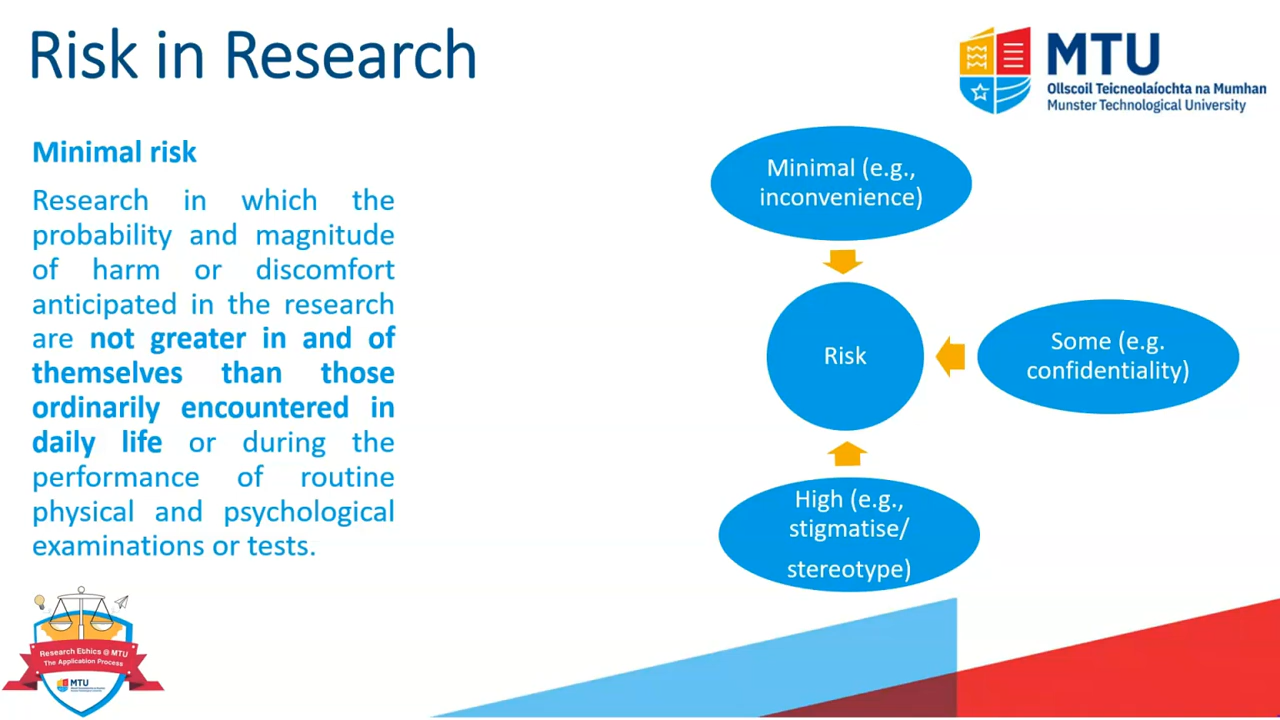 Risk in Research
MTU
Ollscoil Teicneolaíochta na Mumhan
Munster Technological University
Minimal risk
Research in which the
probability and magnitude
of harm or discomfort
anticipated in the research
are not greater in and of
themselves than those
ordinarily encountered in
daily life or during the
performance of routine
physical and psychological
examinations or tests.
Minimal (e.g.,
inconvenience)
Risk
Some (e.g.
confidentiality)
High (e.g.,
stigmatise/
stereotype)
Research Ethics @ MTU
The Application Process
MTU